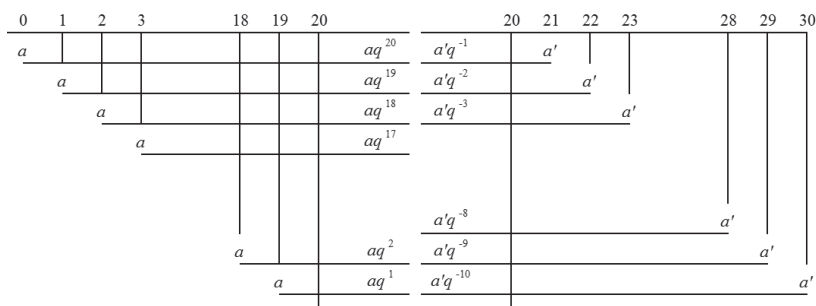 0 1 2 3 18 19 20 20 21 22 23 28 29 30
a aq^20 a'q^-1 a'
a aq^19 a'q^-2 a'
a aq^18 a'q^-3 a'
a aq^17
a'q^-8 a'
a aq^2 a'q^-9 a'
a aq^1 a'q^-10 a'